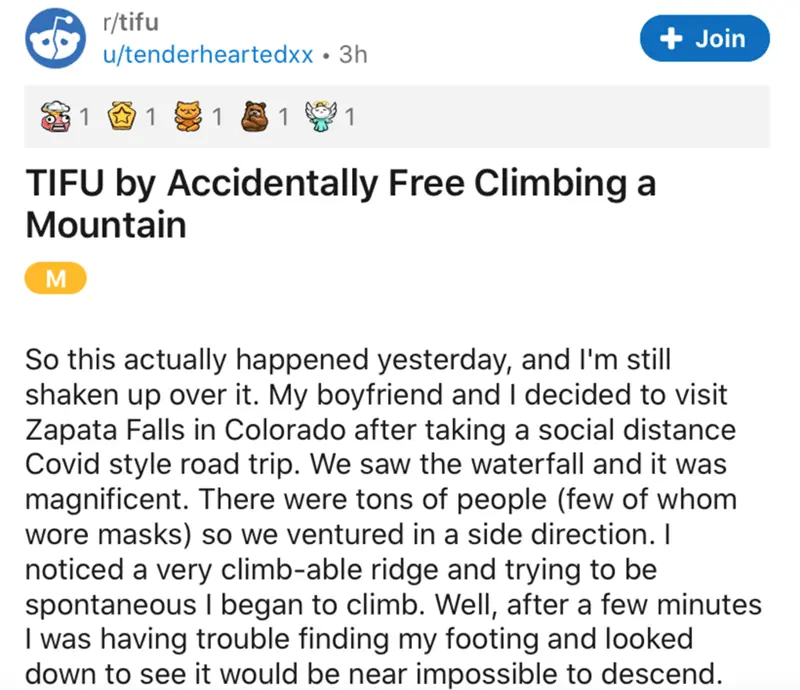 r/tifu
u/tenderheartedxx • 3h
+ Join
1 1 1 1 1
TIFU by Accidentally Free Climbing a
Mountain
M
So this actually happened yesterday, and I'm still
shaken up over it. My boyfriend and I decided to visit
Zapata Falls in Colorado after taking a social distance
Covid style road trip. We saw the waterfall and it was
magnificent. There were tons of people (few of whom
wore masks) so we ventured in a side direction. I
noticed a very climb-able ridge and trying to be
spontaneous I began to climb. Well, after a few minutes
I was having trouble finding my footing and looked
down to see it would be near impossible to descend.